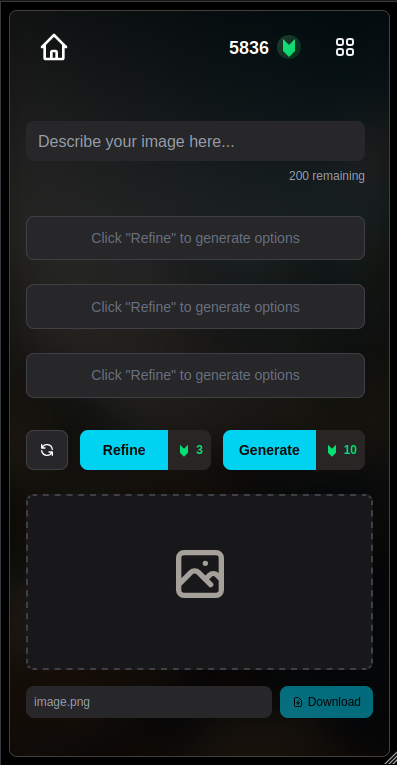 5836
Describe your image here...
200 remaining
Click "Refine" to generate options
Click "Refine" to generate options
Click "Refine" to generate options
Refine 3 Generate 10
image.png Download